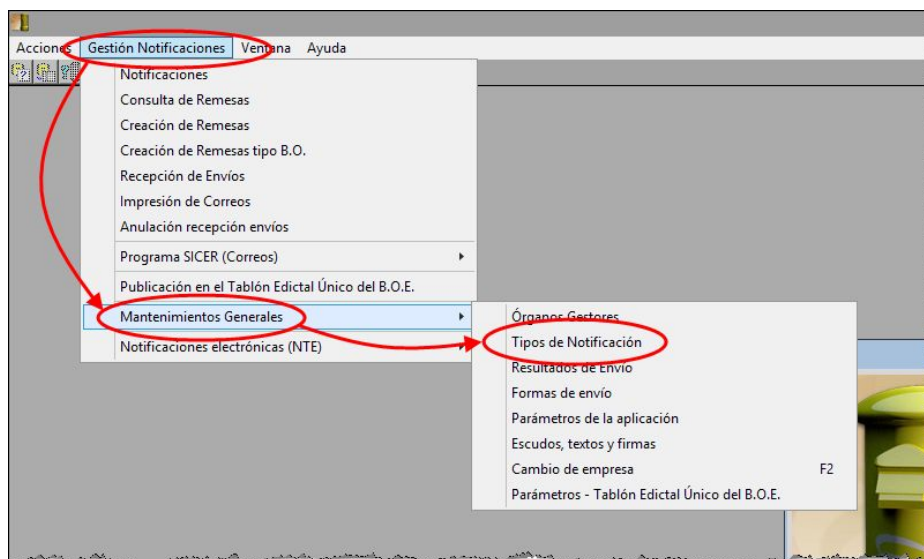 Acciones Gestión Notificaciones Ventana Ayuda
Notificaciones
Consulta de Remesas
Creación de Remesas
Creación de Remesas tipo B.O.
Recepción de Envíos
Impresión de Correos
Anulación recepción envíos
Programa SICER (Correos)
Publicación en el Tablón Edictal Único del B.O.E.
Mantenimientos Generales
Notificaciones electrónicas (NTE)
Órganos Gestores
Tipos de Notificación
Resultados de Envío
Formas de envío
Parámetros de la aplicación
Escudos, textos y firmas
Cambio de empresa F2
Parámetros - Tablón Edictal Único del B.O.E.